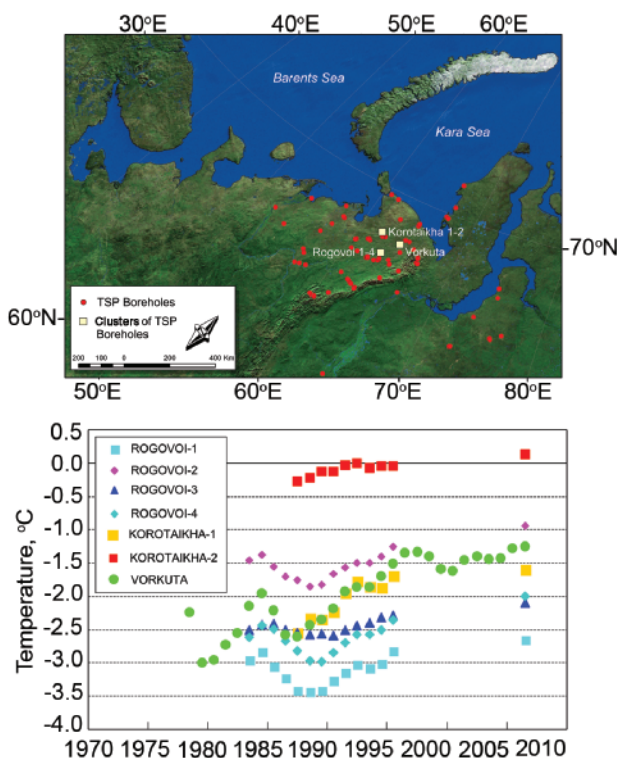 30°E 40°E 50°E 60°E
Barents Sea
Kara Sea
Korotaikha 1-2
Rogovoi 1-4
Vorkuta
70°N
TSP Boreholes
Clusters of TSP
Boreholes
60°N
200 100 0 200 400 Km
50°E 60°E 70°E 80°E
0.5
0.0
-0.5
-1.0
-1.5
-2.0
-2.5
-3.0
-3.5
-4.0
Temperature, °C
ROGOVOI-1
ROGOVOI-2
ROGOVOI-3
ROGOVOI-4
KOROTAIKHA-1
KOROTAIKHA-2
VORKUTA
1970 1975 1980 1985 1990 1995 2000 2005 2010